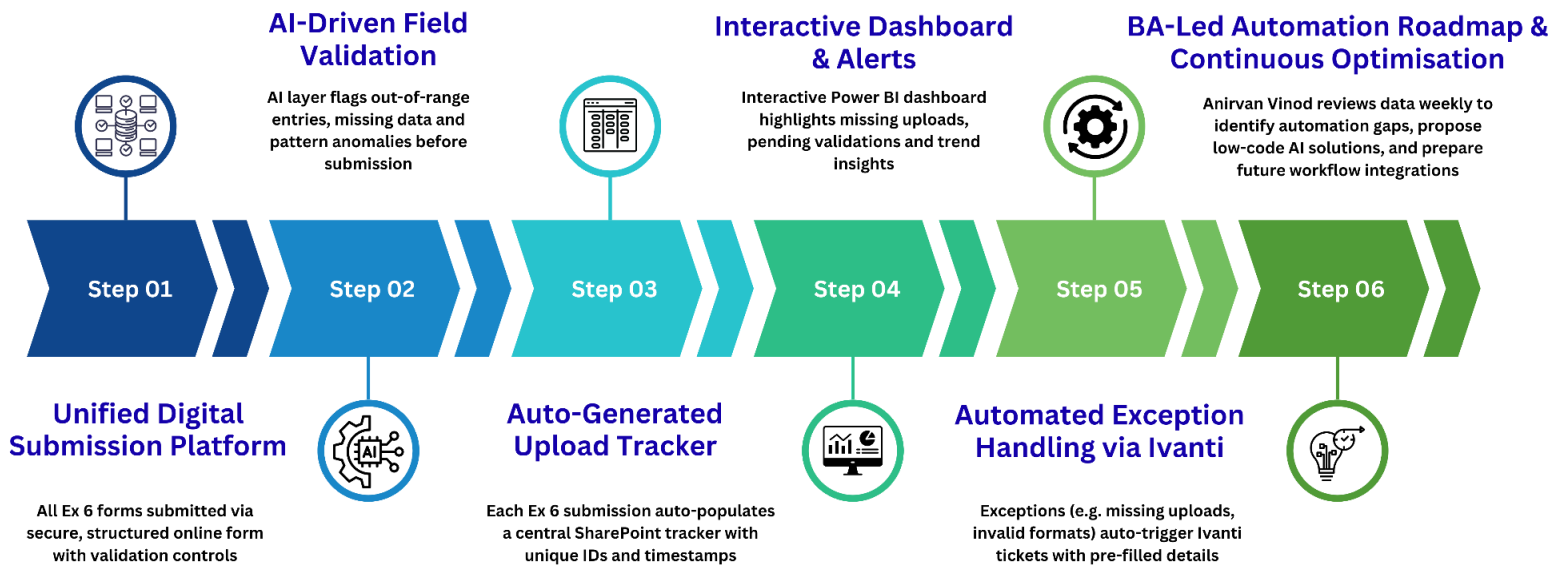 AI-Driven Field
Validation
AI layer flags out-of-range
entries, missing data and
pattern anomalies before
submission
Interactive Dashboard
& Alerts
Interactive Power BI dashboard
highlights missing uploads,
pending validations and trend
insights
BA-Led Automation Roadmap &
Continuous Optimisation
Anirvan Vinod reviews data weekly to
identify automation gaps, propose
low-code AI solutions, and prepare
future workflow integrations
Step 01
Step 02
Step 03
Step 04
Step 05
Step 06
Unified Digital
Submission Platform
All Ex 6 forms submitted via
secure, structured online form
with validation controls
AI
Auto-Generated
Upload Tracker
Each Ex 6 submission auto-populates
a central SharePoint tracker with
unique IDs and timestamps
Automated Exception
Handling via Ivanti
Exceptions (e.g. missing uploads,
invalid formats) auto-trigger Ivanti
tickets with pre-filled details